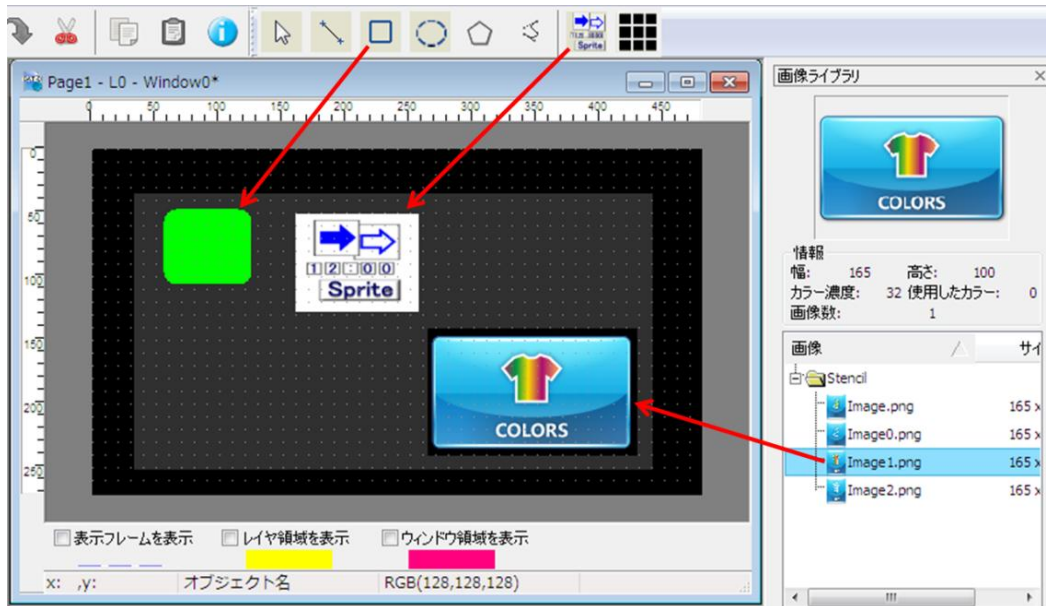 Sprite
Page1 - L0 - Window0*
0 50 100 150 200 250 300 350 400 450
0
50
100
150
200
250
12:00
Sprite
COLORS
表示フレームを表示
レイヤ領域を表示
ウィンドウ領域を表示
x: ,y:
オブジェクト名
RGB(128,128,128)
画像ライブラリ
COLORS
情報
幅: 165 高さ: 100
カラー濃度: 32 使用したカラー: 0
画像数: 1
画像 サイ
Stencil
Image.png 165 x
Image0.png 165 x
Image1.png 165 x
Image2.png 165 x